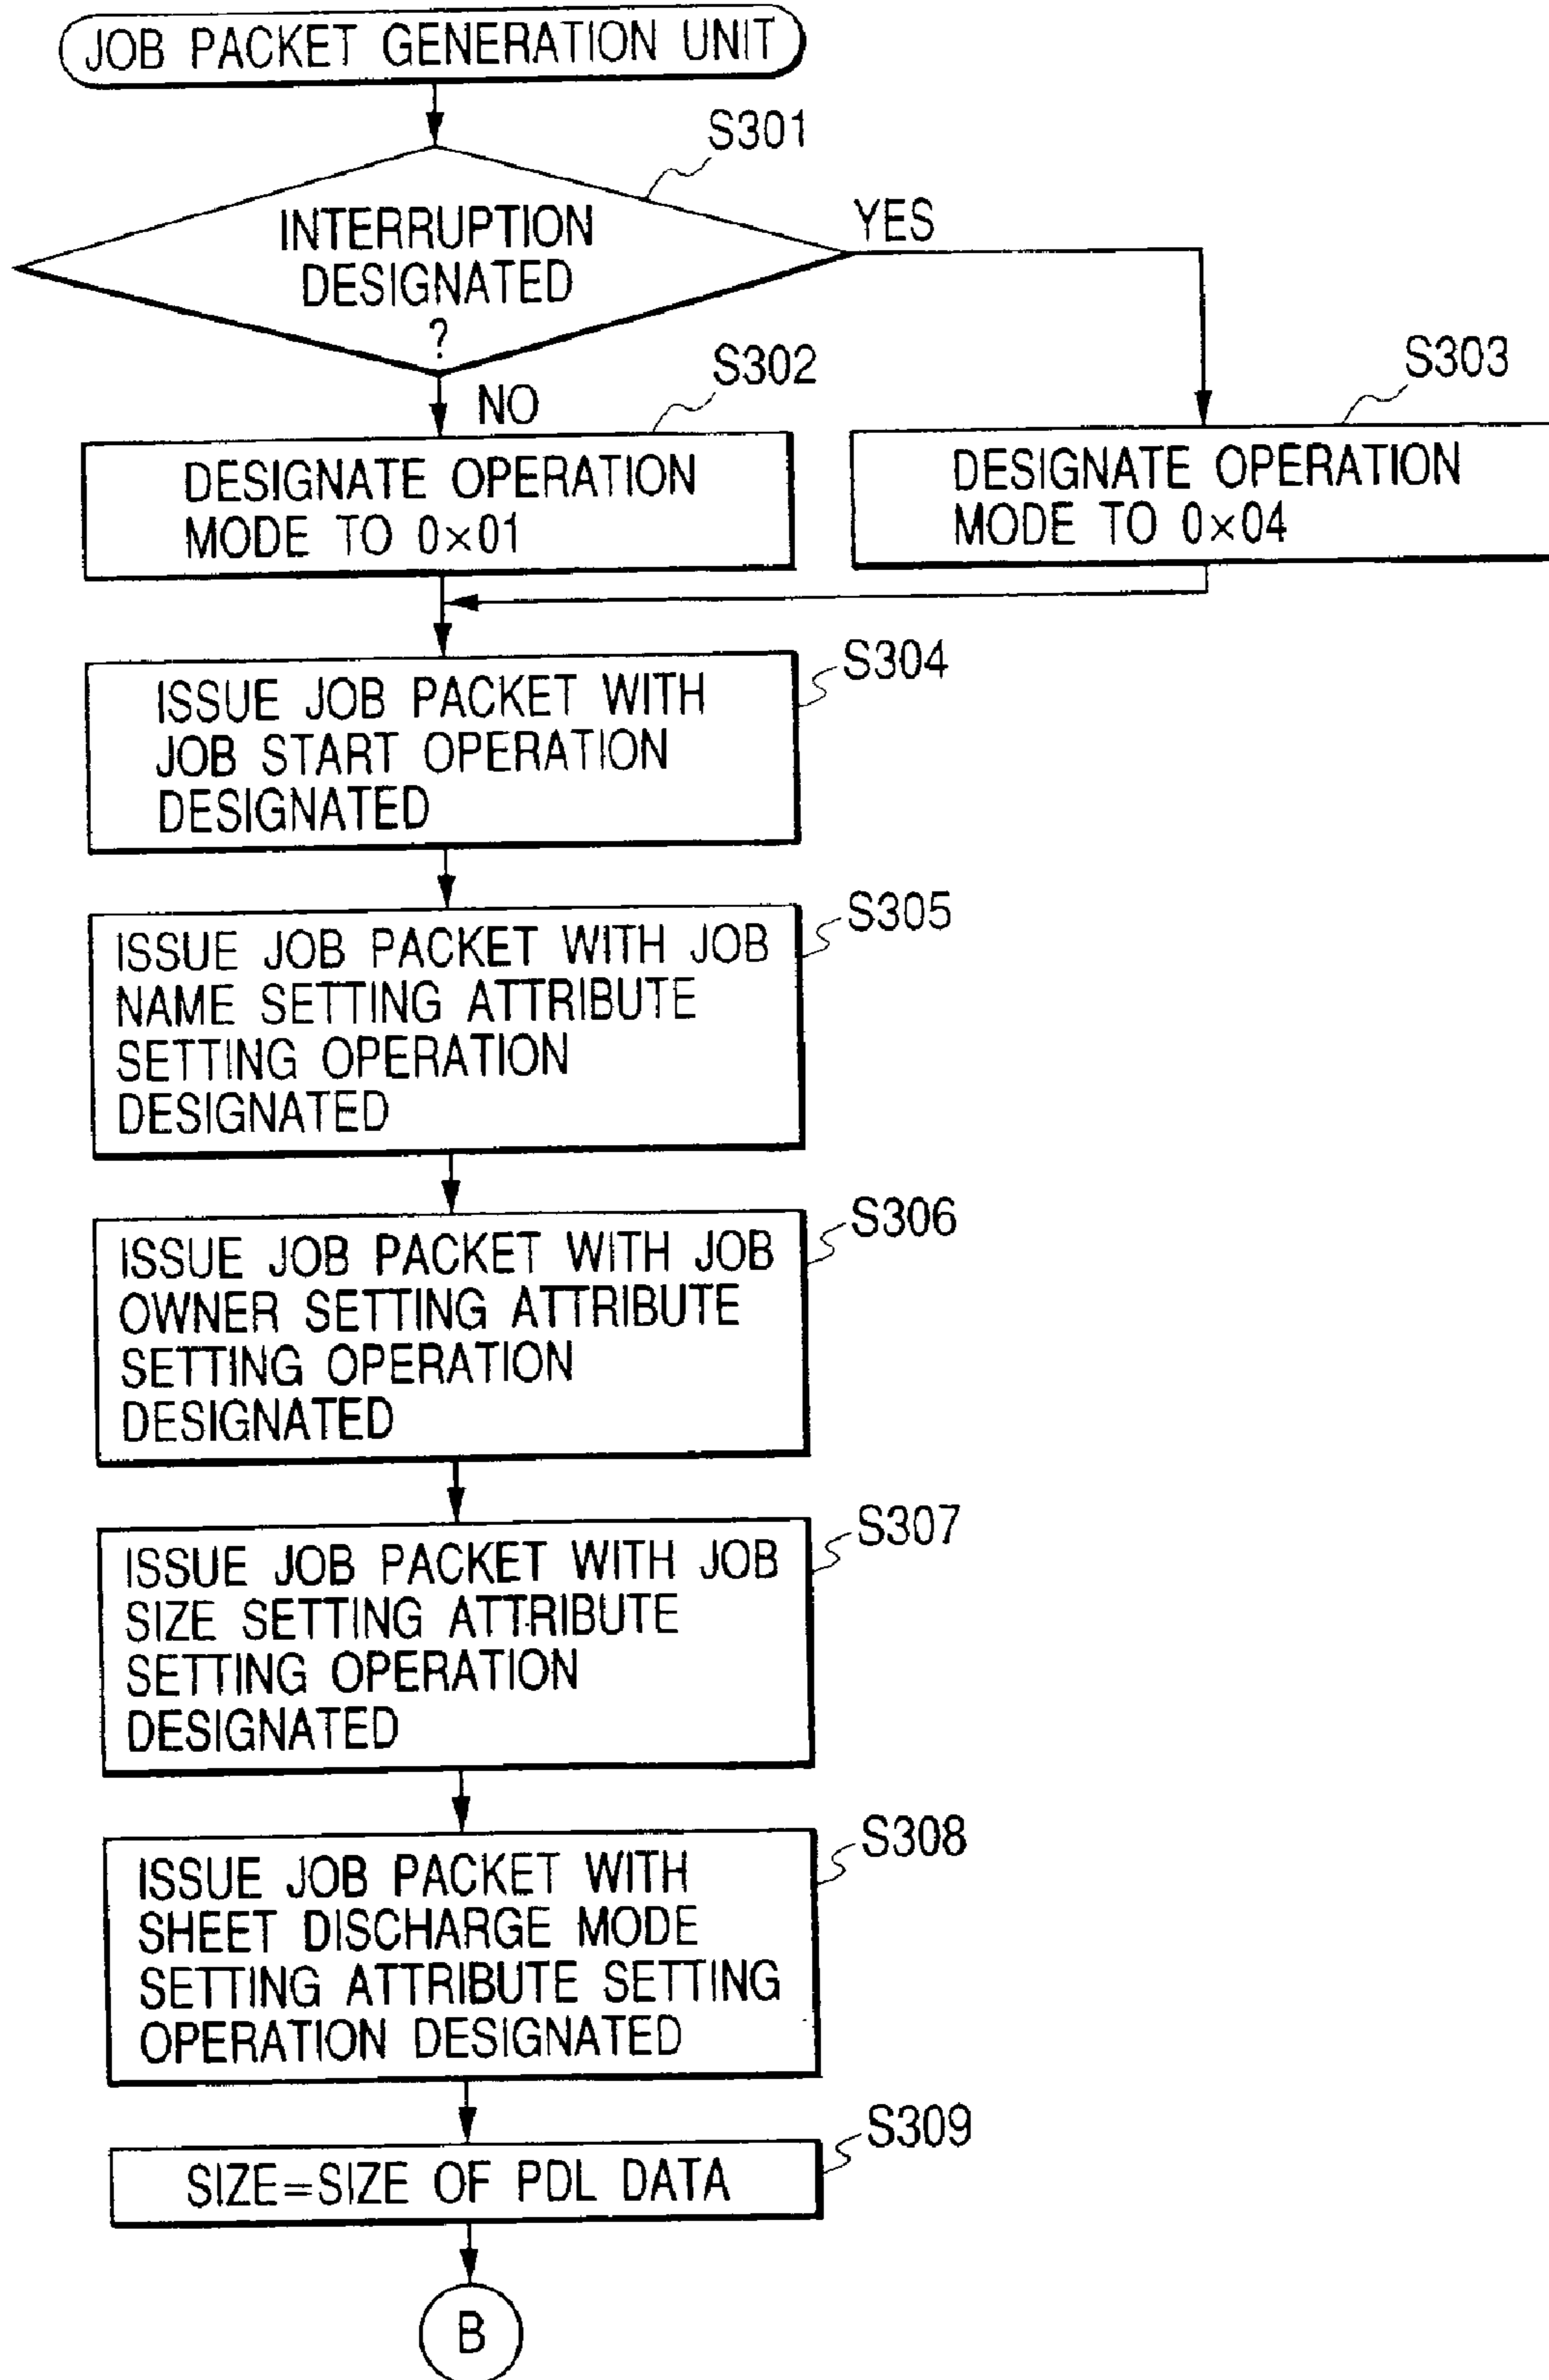 JOB PACKET GENERATION UNIT
S301
INTERRUPTION
DESIGNATED
?
YES
NO
S302
DESIGNATE OPERATION
MODE TO 0×01
S303
DESIGNATE OPERATION
MODE TO 0×04
S304
ISSUE JOB PACKET WITH
JOB START OPERATION
DESIGNATED
S305
ISSUE JOB PACKET WITH JOB
NAME SETTING ATTRIBUTE
SETTING OPERATION
DESIGNATED
S306
ISSUE JOB PACKET WITH JOB
OWNER SETTING ATTRIBUTE
SETTING OPERATION
DESIGNATED
S307
ISSUE JOB PACKET WITH JOB
SIZE SETTING ATTRIBUTE
SETTING OPERATION
DESIGNATED
S308
ISSUE JOB PACKET WITH
SHEET DISCHARGE MODE
SETTING ATTRIBUTE SETTING
OPERATION DESIGNATED
S309
SIZE=SIZE OF PDL DATA
B